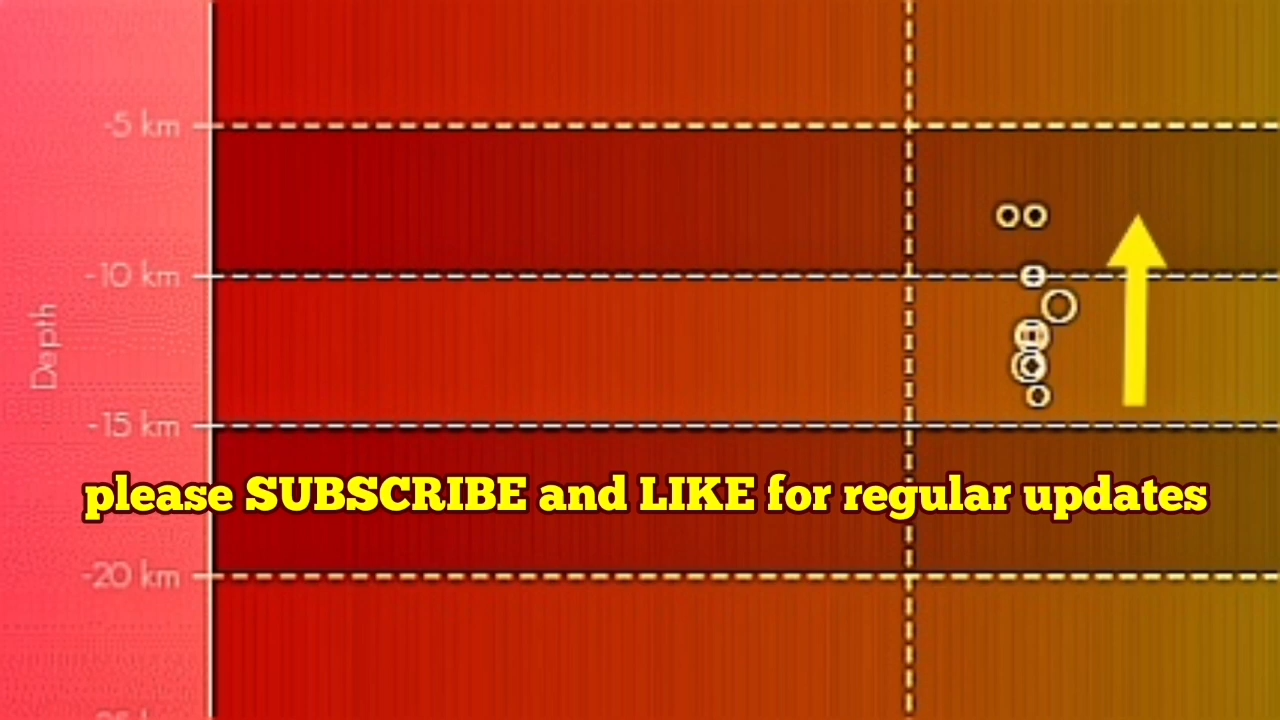 -5 km
-10 km
Depth
-15 km
please SUBSCRIBE and LIKE for regular updates
-20 km